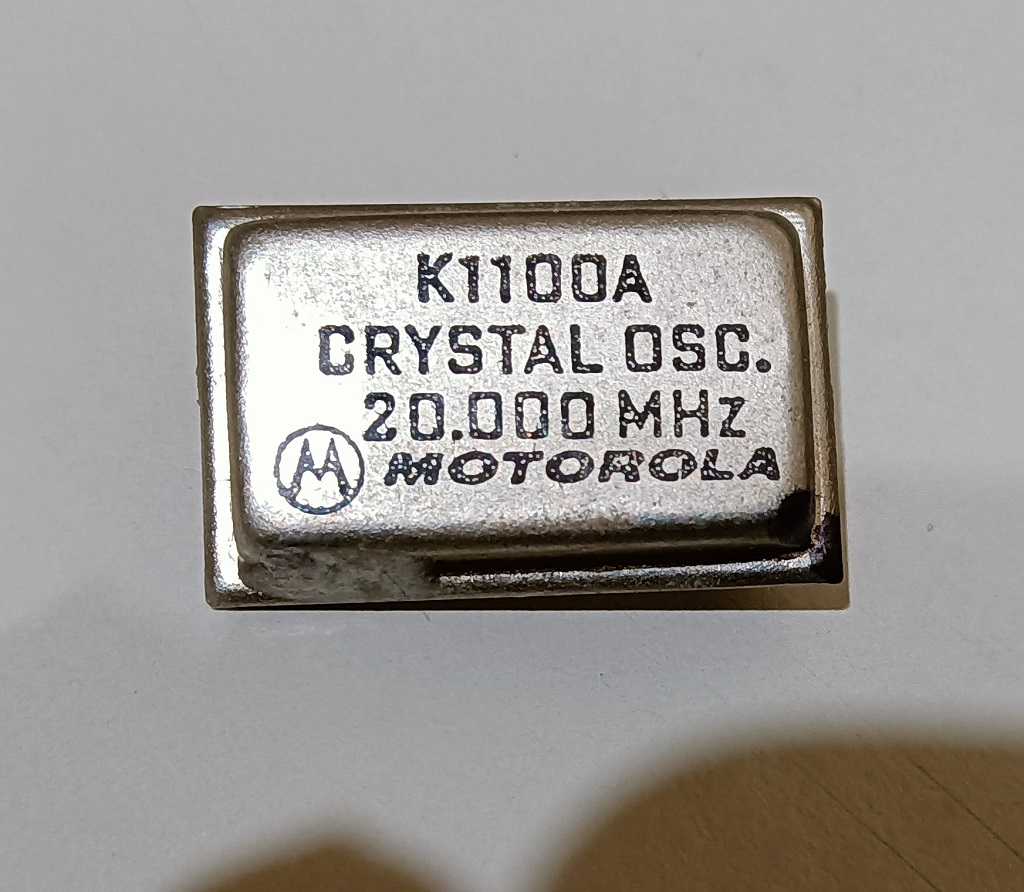 K1100A
CRYSTAL OSC.
20.000 MHz
MOTOROLA